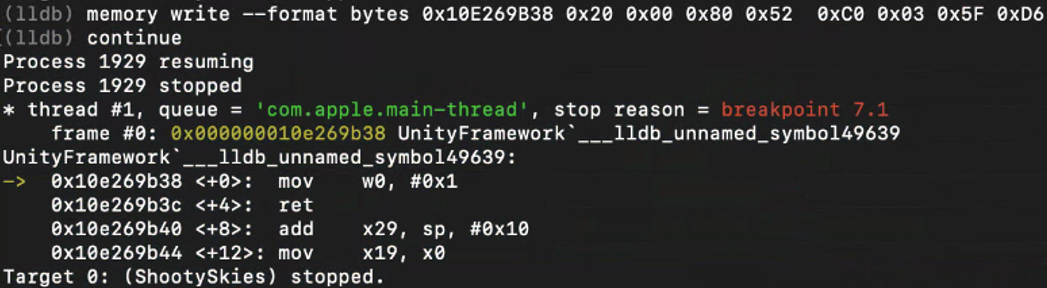 (lldb) memory write --format bytes 0x10E269B38 0x20 0x00 0x80 0x52  0xC0 0x03 0x5F 0xD6
(lldb) continue
Process 1929 resuming
Process 1929 stopped
* thread #1, queue = 'com.apple.main-thread', stop reason = breakpoint 7.1
    frame #0: 0x000000010e269b38 UnityFramework`___lldb_unnamed_symbol49639
UnityFramework`___lldb_unnamed_symbol49639:
->  0x10e269b38 <+0>:  mov    w0, #0x1
    0x10e269b3c <+4>:  ret
    0x10e269b40 <+8>:  add    x29, sp, #0x10
    0x10e269b44 <+12>: mov    x19, x0
Target 0: (ShootySkies) stopped.